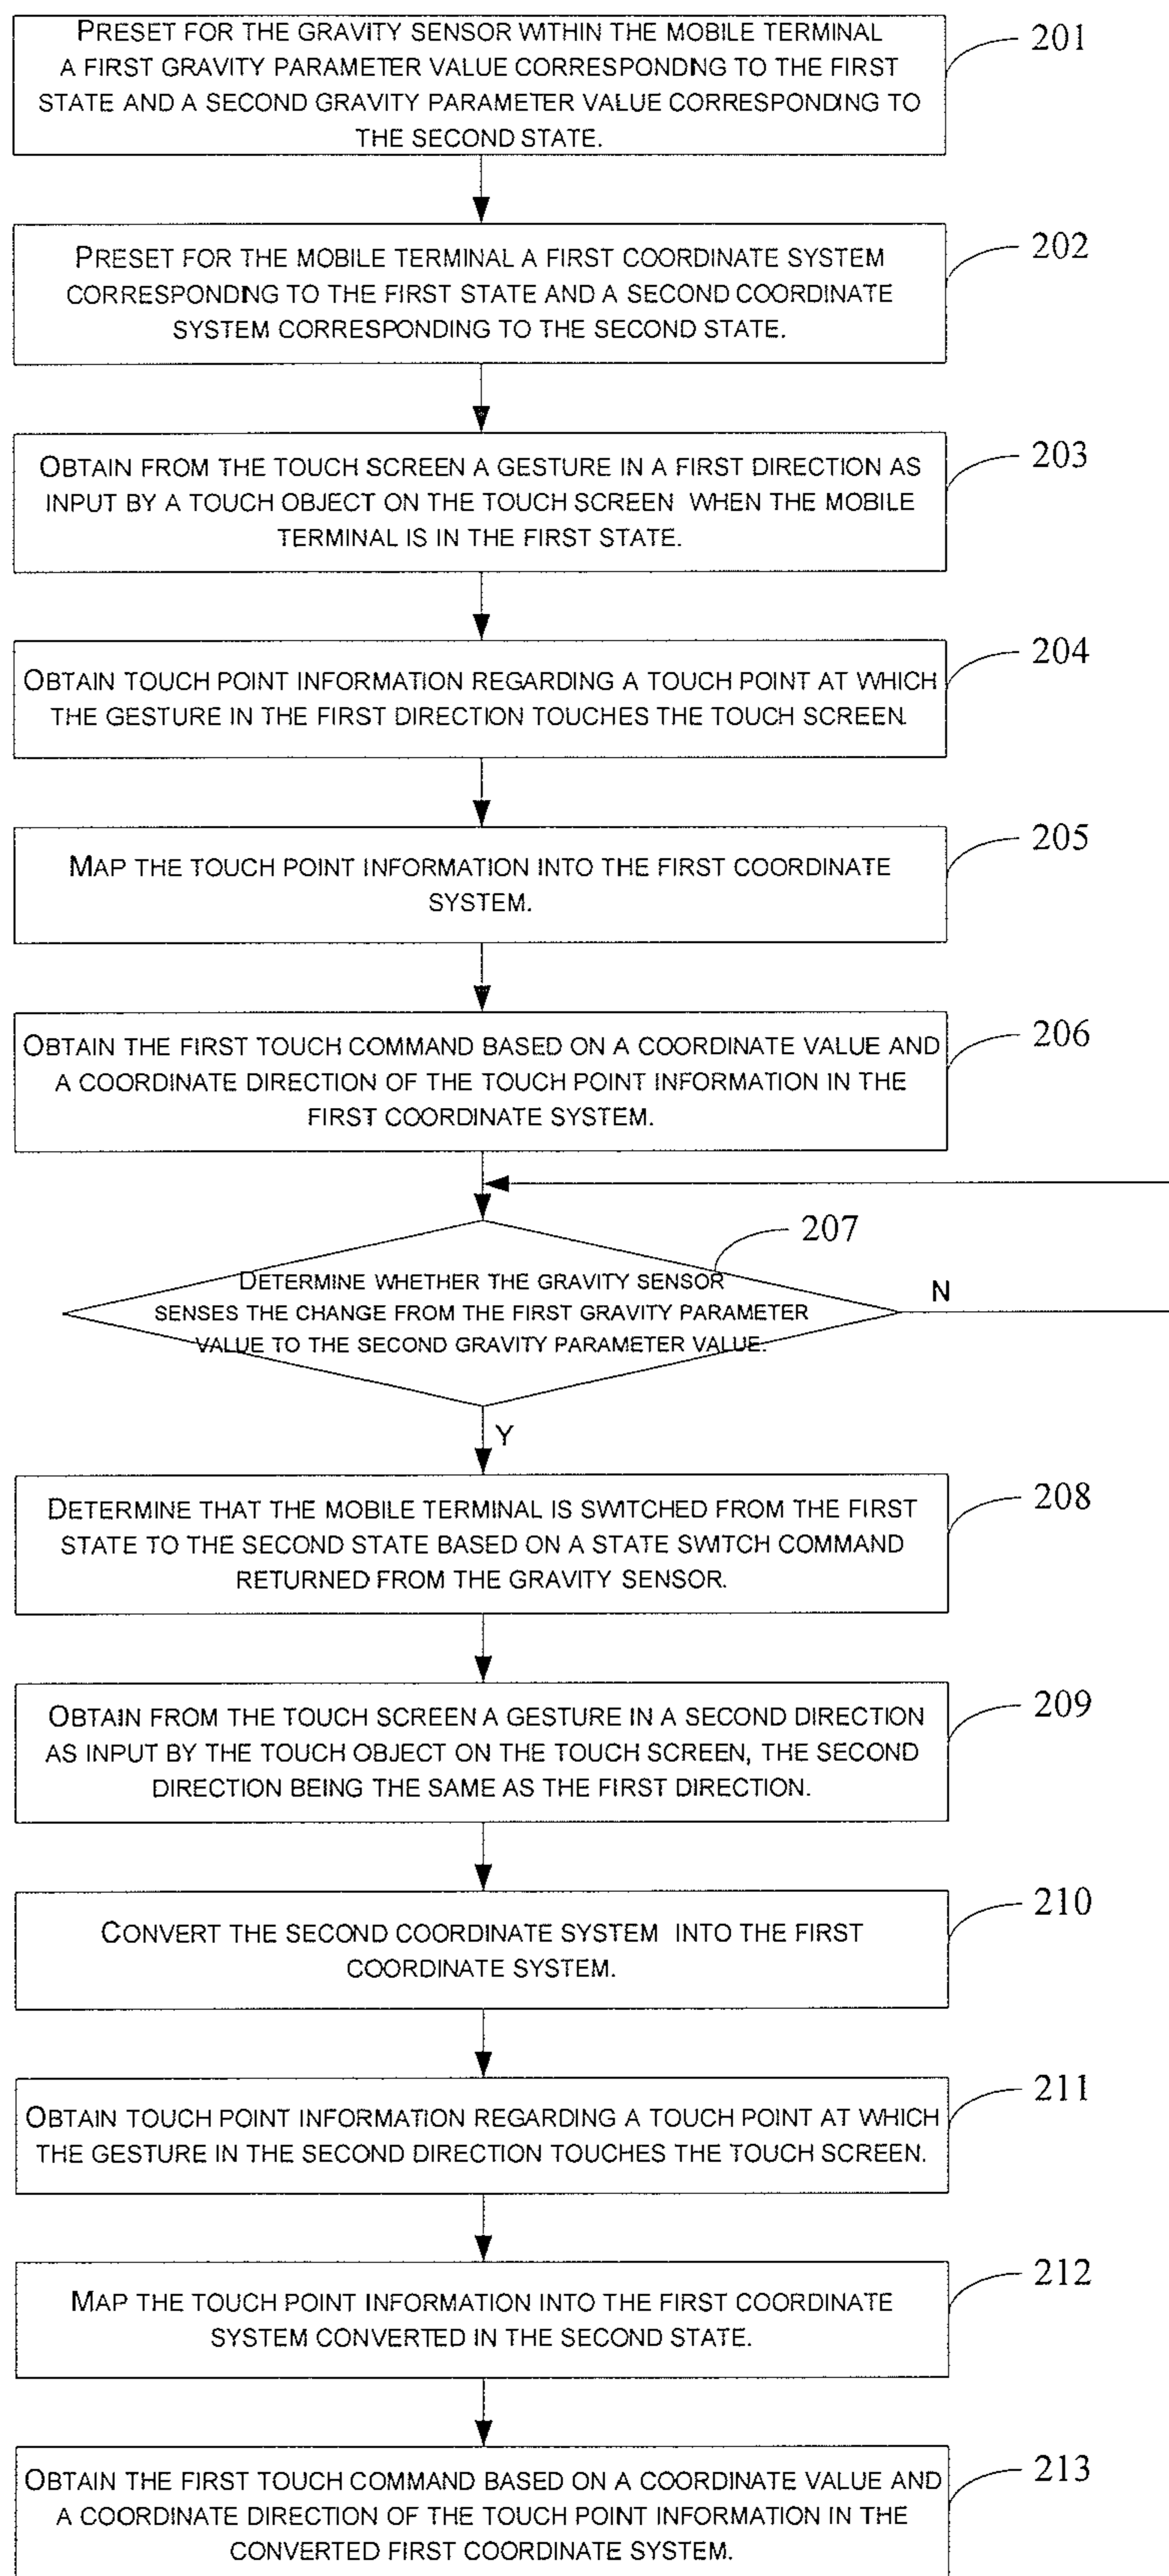 PRESET FOR THE GRAVITY SENSOR WITHIN THE MOBILE TERMINAL
A FIRST GRAVITY PARAMETER VALUE CORRESPONDING TO THE FIRST
STATE AND A SECOND GRAVITY PARAMETER VALUE CORRESPONDING TO
THE SECOND STATE.
201
PRESET FOR THE MOBILE TERMINAL A FIRST COORDINATE SYSTEM
CORRESPONDING TO THE FIRST STATE AND A SECOND COORDINATE
SYSTEM CORRESPONDING TO THE SECOND STATE.
202
OBTAIN FROM THE TOUCH SCREEN A GESTURE IN A FIRST DIRECTION AS
INPUT BY A TOUCH OBJECT ON THE TOUCH SCREEN WHEN THE MOBILE
TERMINAL IS IN THE FIRST STATE.
203
OBTAIN TOUCH POINT INFORMATION REGARDING A TOUCH POINT AT WHICH
THE GESTURE IN THE FIRST DIRECTION TOUCHES THE TOUCH SCREEN.
204
MAP THE TOUCH POINT INFORMATION INTO THE FIRST COORDINATE
SYSTEM.
205
OBTAIN THE FIRST TOUCH COMMAND BASED ON A COORDINATE VALUE AND
A COORDINATE DIRECTION OF THE TOUCH POINT INFORMATION IN THE
FIRST COORDINATE SYSTEM.
206
DETERMINE WHETHER THE GRAVITY SENSOR
SENSES THE CHANGE FROM THE FIRST GRAVITY PARAMETER
VALUE TO THE SECOND GRAVITY PARAMETER VALUE.
207
N
Y
DETERMINE THAT THE MOBILE TERMINAL IS SWITCHED FROM THE FIRST
STATE TO THE SECOND STATE BASED ON A STATE SWITCH COMMAND
RETURNED FROM THE GRAVITY SENSOR.
208
OBTAIN FROM THE TOUCH SCREEN A GESTURE IN A SECOND DIRECTION
AS INPUT BY THE TOUCH OBJECT ON THE TOUCH SCREEN, THE SECOND
DIRECTION BEING THE SAME AS THE FIRST DIRECTION.
209
CONVERT THE SECOND COORDINATE SYSTEM INTO THE FIRST
COORDINATE SYSTEM.
210
OBTAIN TOUCH POINT INFORMATION REGARDING A TOUCH POINT AT WHICH
THE GESTURE IN THE SECOND DIRECTION TOUCHES THE TOUCH SCREEN.
211
MAP THE TOUCH POINT INFORMATION INTO THE FIRST COORDINATE
SYSTEM CONVERTED IN THE SECOND STATE.
212
OBTAIN THE FIRST TOUCH COMMAND BASED ON A COORDINATE VALUE AND
A COORDINATE DIRECTION OF THE TOUCH POINT INFORMATION IN THE
CONVERTED FIRST COORDINATE SYSTEM.
213